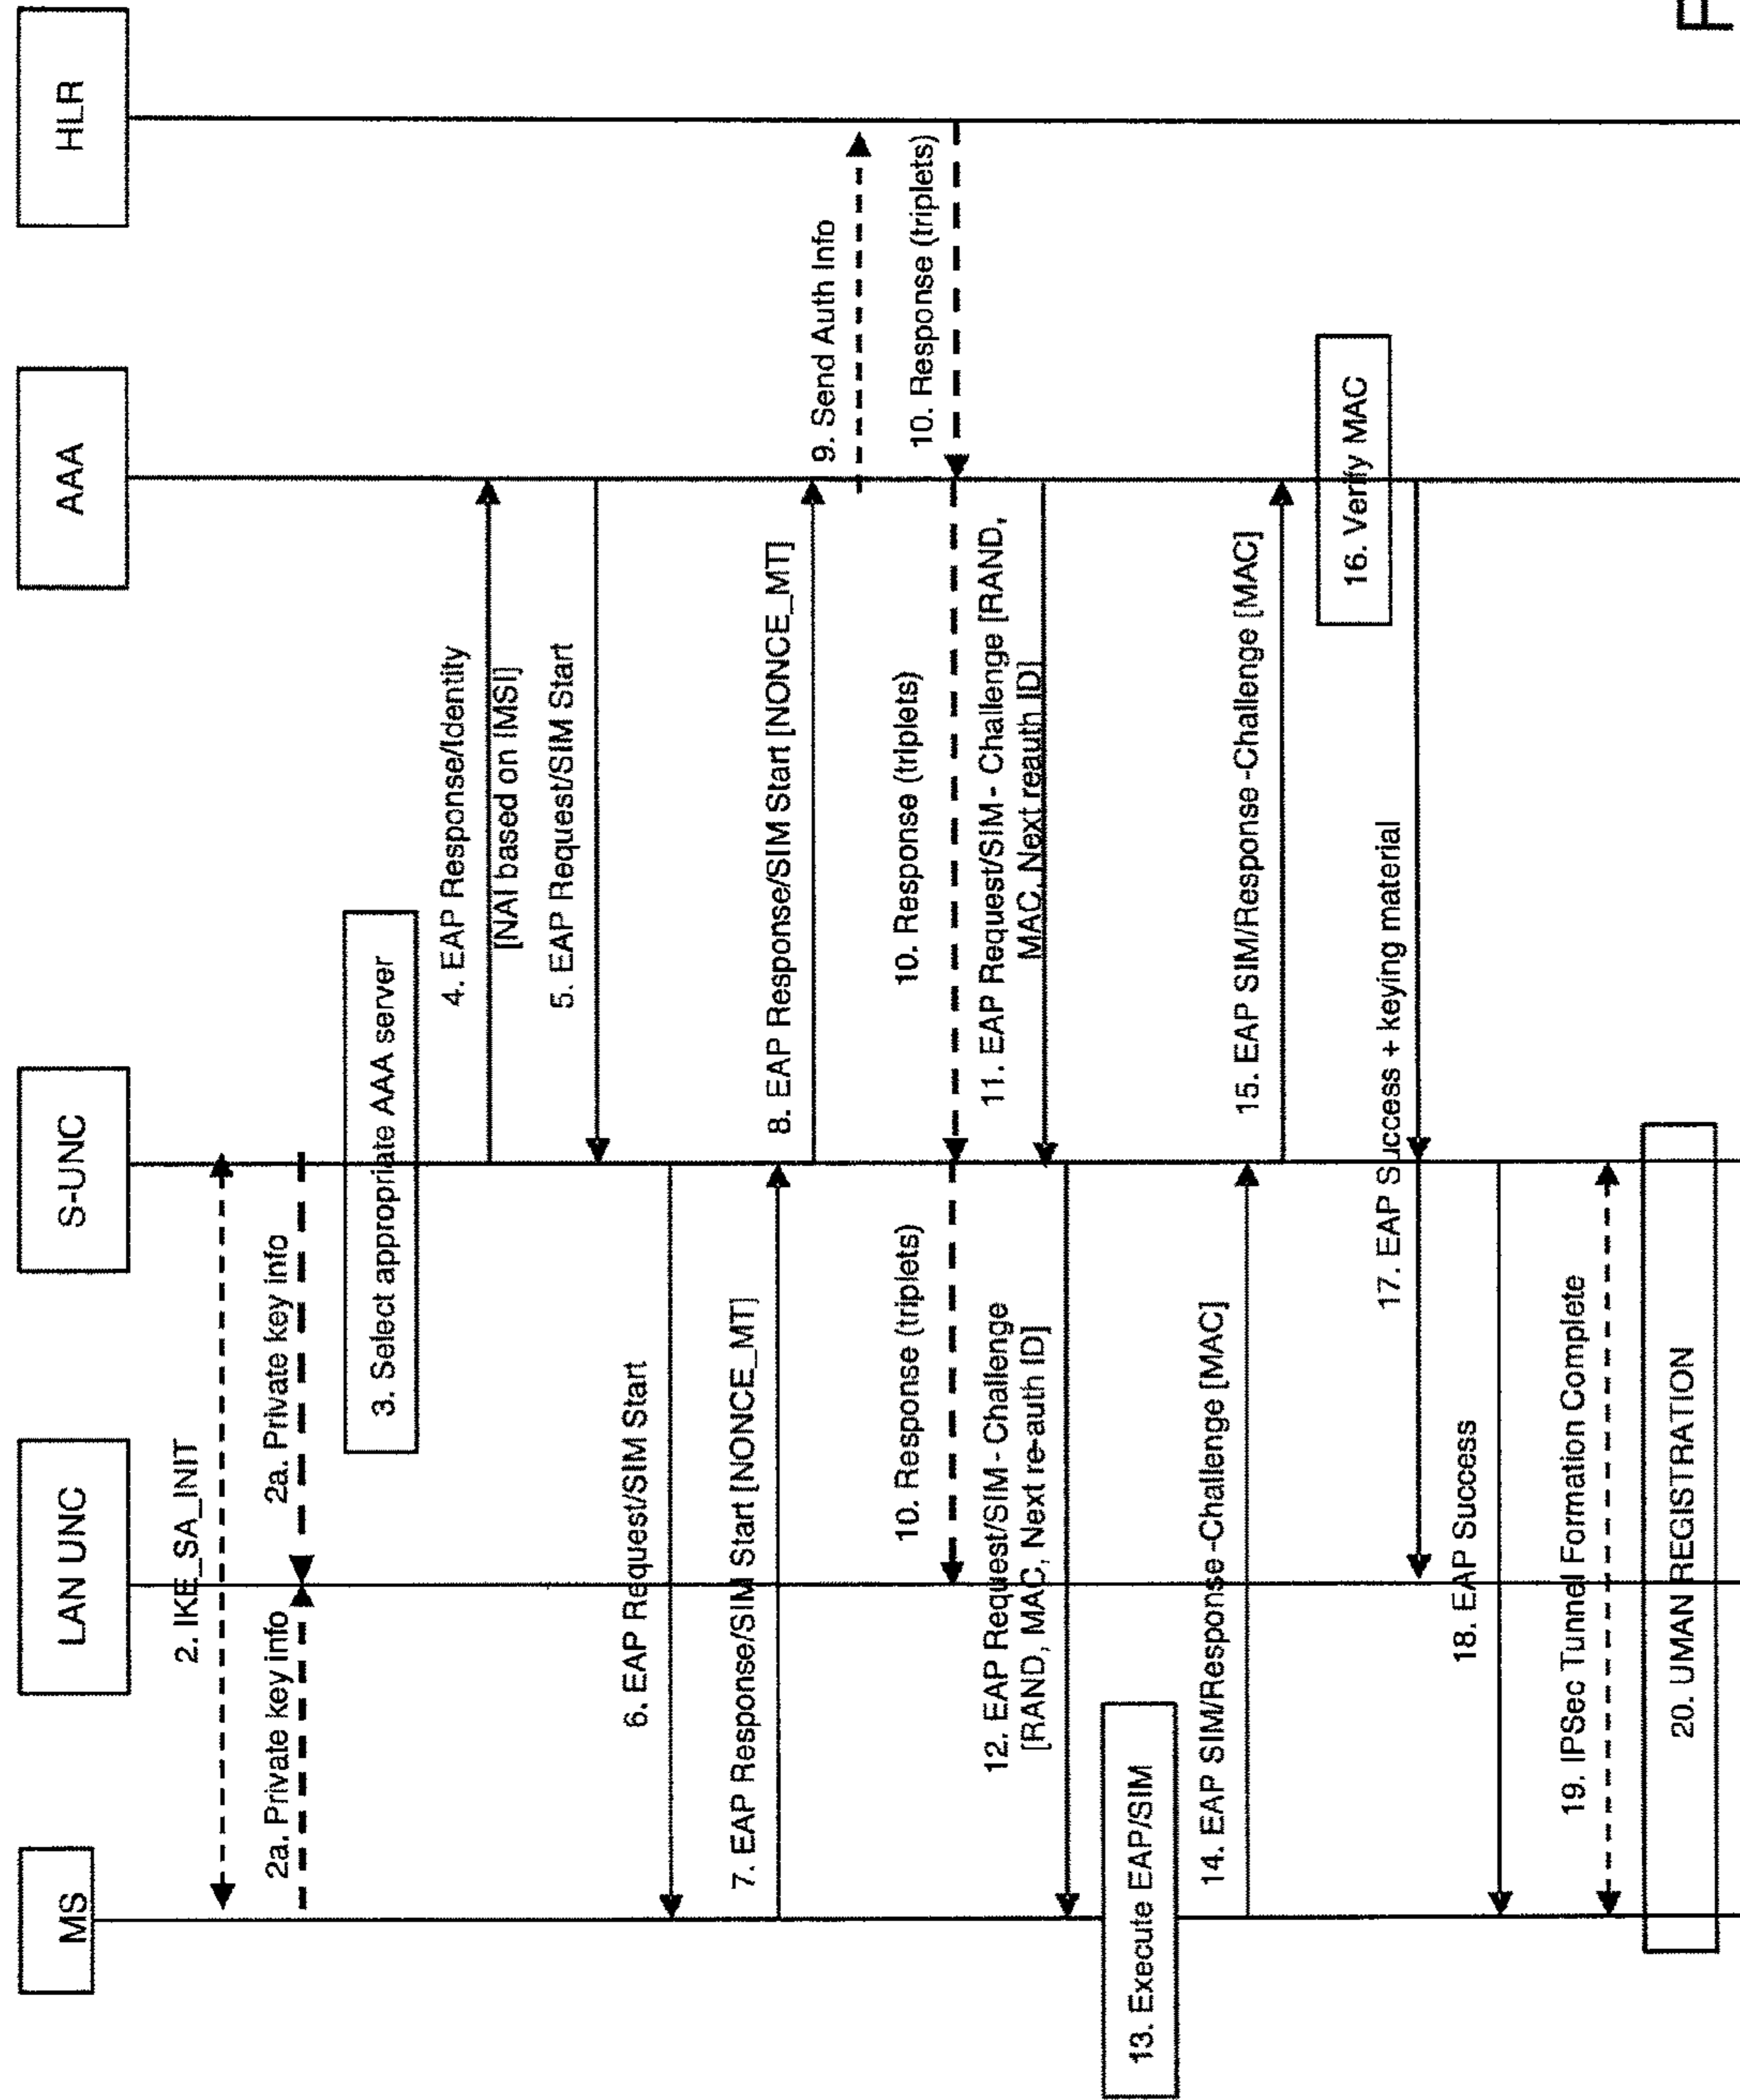 MS
LAN UNC
S-UNC
AAA
HLR
2. IKE_SA_INIT
2a. Private key info
2a. Private key info
3. Select appropriate AAA server
4. EAP Response/Identity
[NAI based on IMSI]
5. EAP Request/SIM Start
6. EAP Request/SIM Start
7. EAP Response/SIM Start [NONCE_MT]
8. EAP Response/SIM Start [NONCE_MT]
9. Send Auth Info
10. Response (triplets)
10. Response (triplets)
10. Response (triplets)
11. EAP Request/SIM - Challenge [RAND,
MAC, Next reauth ID]
12. EAP Request/SIM - Challenge
[RAND, MAC, Next re-auth ID]
13. Execute EAP/SIM
14. EAP SIM/Response -Challenge [MAC]
15. EAP SIM/Response -Challenge [MAC]
16. Verify MAC
17. EAP Success + keying material
18. EAP Success
19. IPSec Tunnel Formation Complete
20. UMAN REGISTRATION